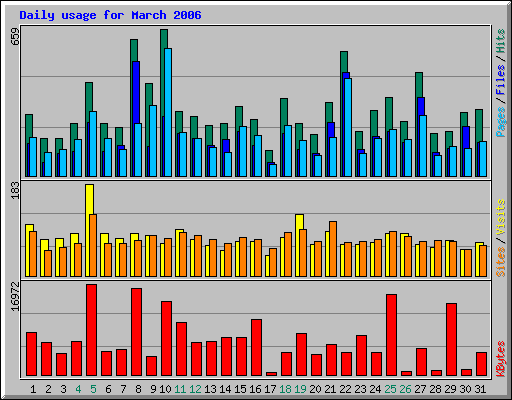 Daily usage for March 2006
659
Pages / Files / Hits
183
Sites / Visits
16972
KBytes
1 2 3 4 5 6 7 8 9 10 11 12 13 14 15 16 17 18 19 20 21 22 23 24 25 26 27 28 29 30 31